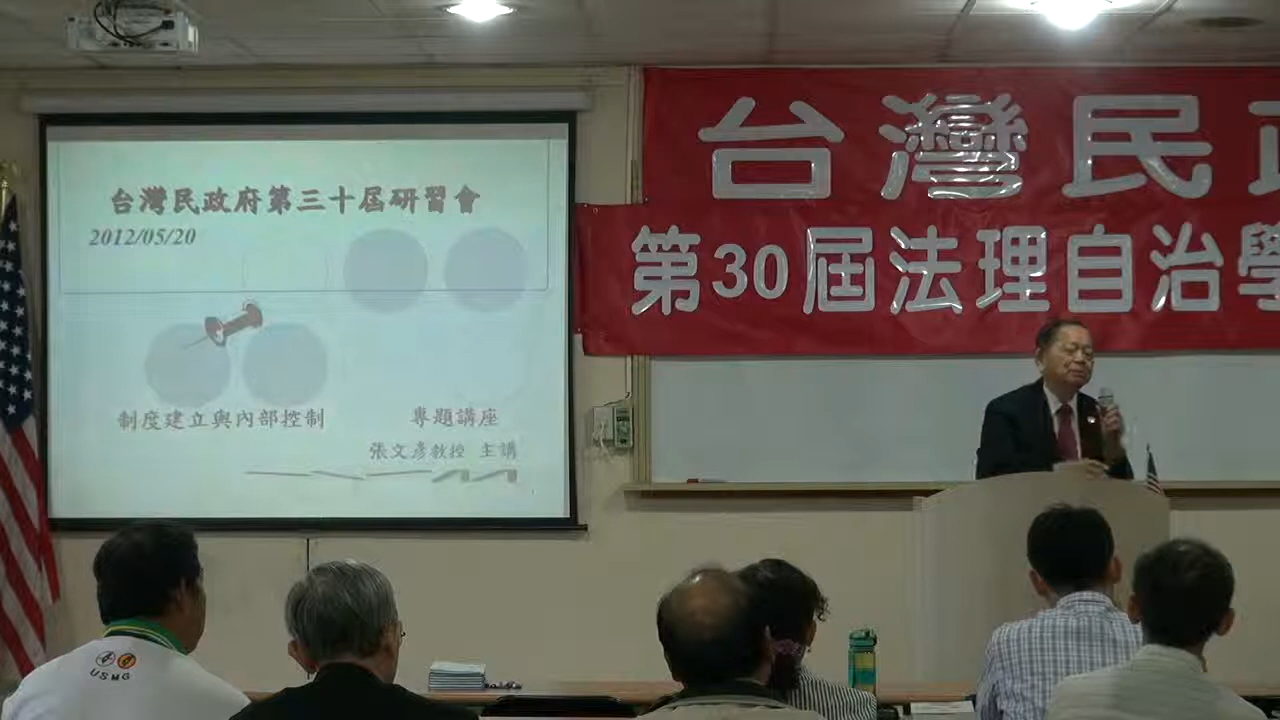 台灣民政府第三十屆研習會
2012/05/20
制度建立與內部控制
專題講座
張文彥教授 主講
台灣民
第30屆法理自治學
USMG